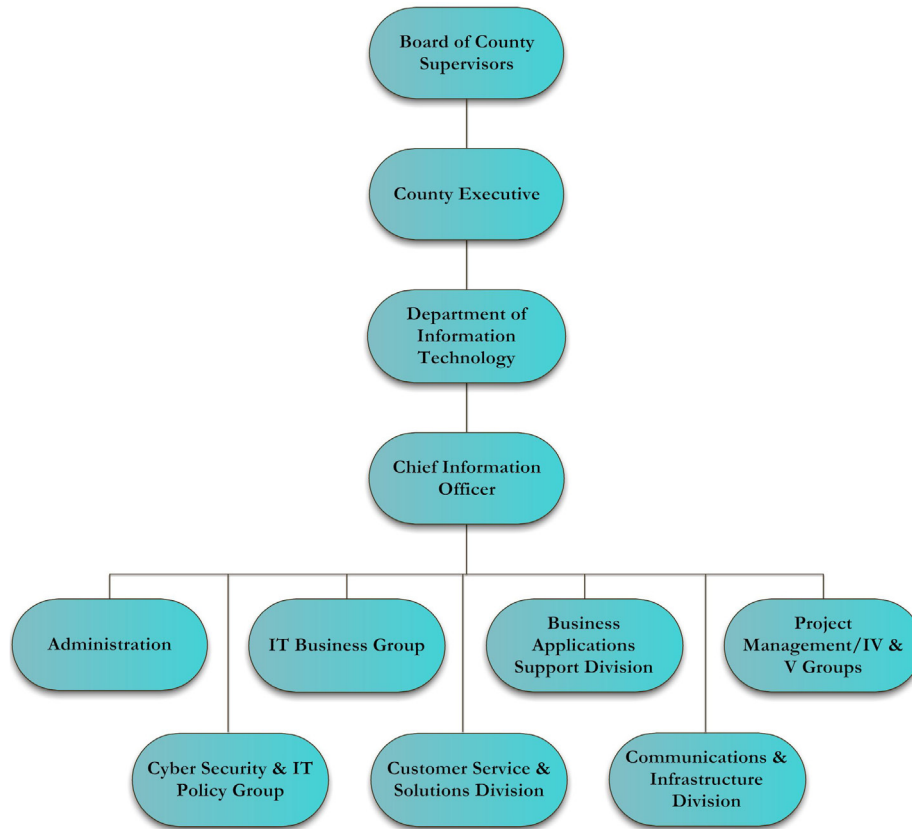 Board of County
Supervisors
County Executive
Department of
Information
Technology
Chief Information
Officer
Administration
IT Business Group
Business
Applications
Support Division
Project
Management/IV &
V Groups
Cyber Security & IT
Policy Group
Customer Service &
Solutions Division
Communications &
Infrastructure
Division